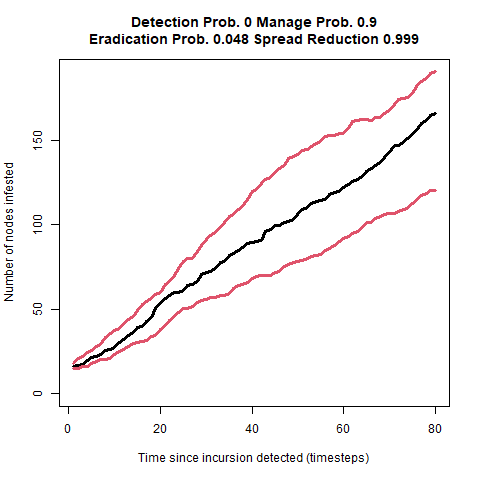 Detection Prob. 0 Manage Prob. 0.9
Eradication Prob. 0.048 Spread Reduction 0.999
Number of nodes infested
150
100
50
0
0
20
40
60
80
Time since incursion detected (timesteps)